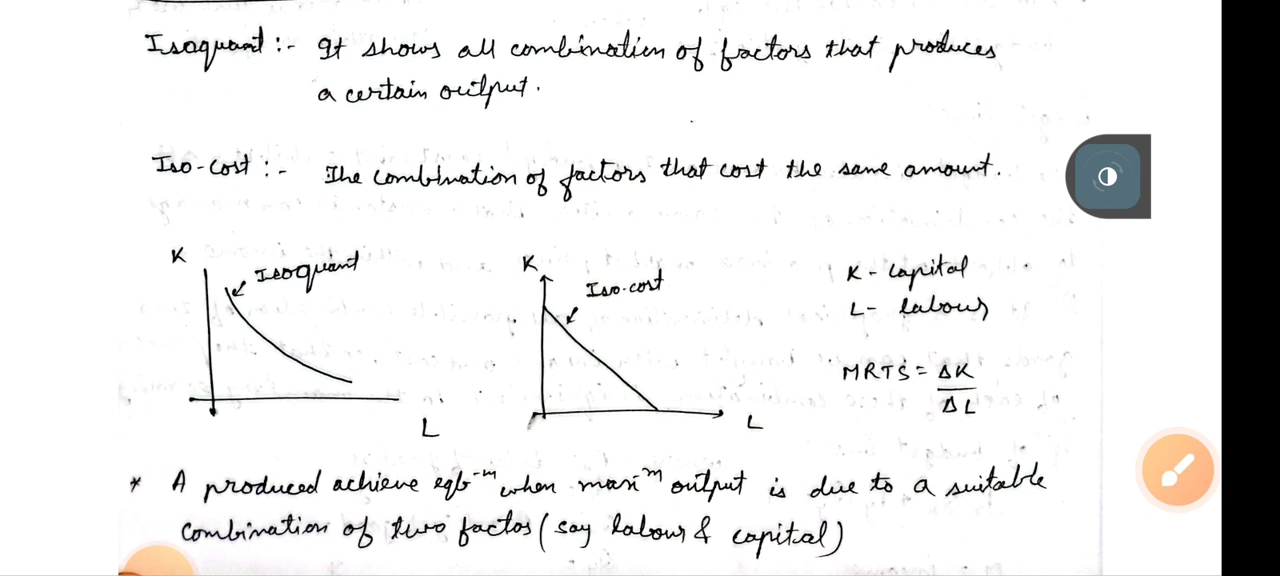 Isoquant :- It shows all combination of factors that produces
a certain output.
Iso-cost :- The combination of factors that cost the same amount.
K
Isoquant
L
K
Iso-cost
L
K - Capital
L - labour
MRTS = ΔK
ΔL
* A produced achieve eqb-m when maxi m output is due to a suitable
combination of two factos (say labour & capital)